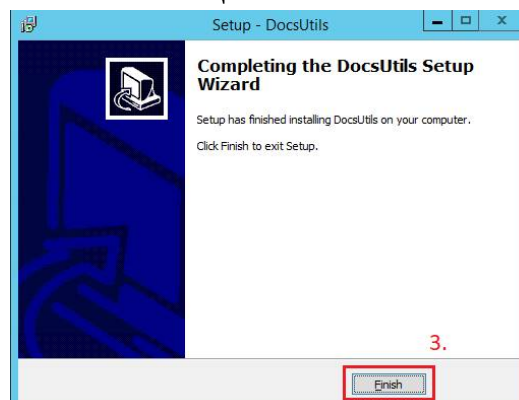 Setup - DocsUtils
Completing the DocsUtils Setup
Wizard
Setup has finished installing DocsUtils on your computer.
Click Finish to exit Setup.
3.
Finish